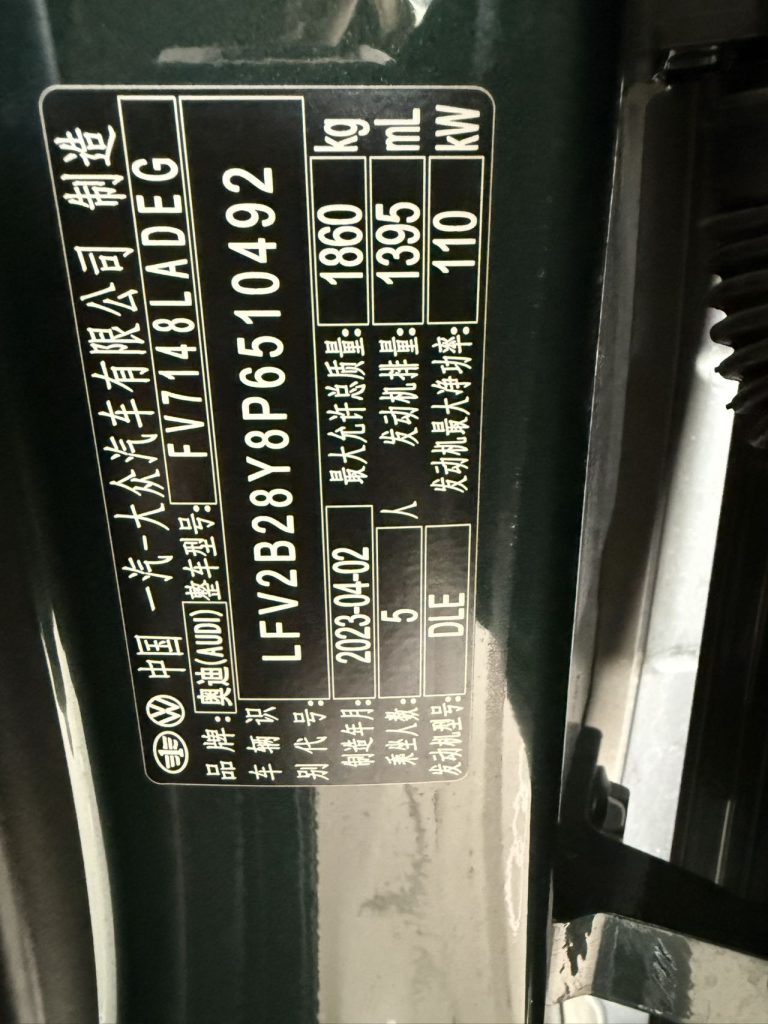 中国 一汽-大众汽车有限公司 制造
品牌: 奥迪(AUDI) 整车型号: FV7148LADEG
车辆识别代号: LFV2B28Y8P6510492
制造年月: 2023-04-02 最大允许总质量: 1860 kg
乘坐人数: 5 人 发动机排量: 1395 mL
发动机型号: DLE 发动机最大净功率: 110 kW